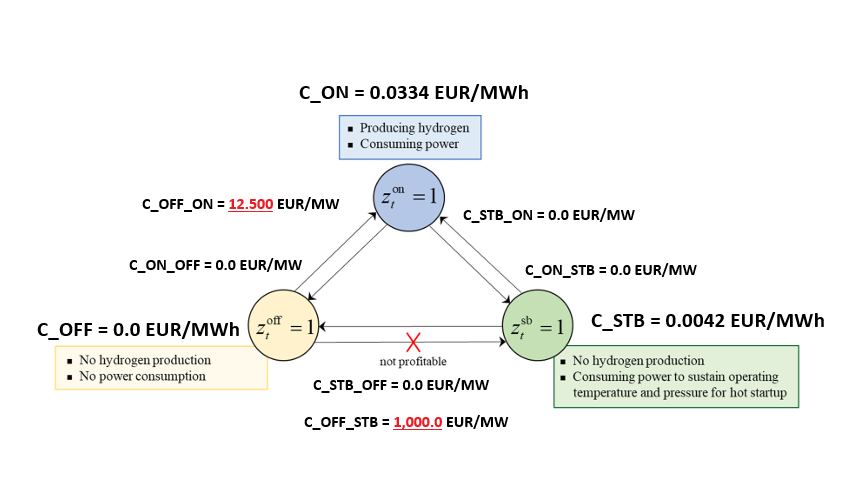 C_ON = 0.0334 EUR/MWh
▪ Producing hydrogen
▪ Consuming power
z_t^on = 1
C_OFF_ON = 12.500 EUR/MW
C_STB_ON = 0.0 EUR/MW
C_ON_OFF = 0.0 EUR/MW
C_ON_STB = 0.0 EUR/MW
C_OFF = 0.0 EUR/MWh
z_t^off = 1
z_t^sb = 1
C_STB = 0.0042 EUR/MWh
not profitable
▪ No hydrogen production
▪ No power consumption
▪ No hydrogen production
▪ Consuming power to sustain operating
temperature and pressure for hot startup
C_STB_OFF = 0.0 EUR/MW
C_OFF_STB = 1,000.0 EUR/MW